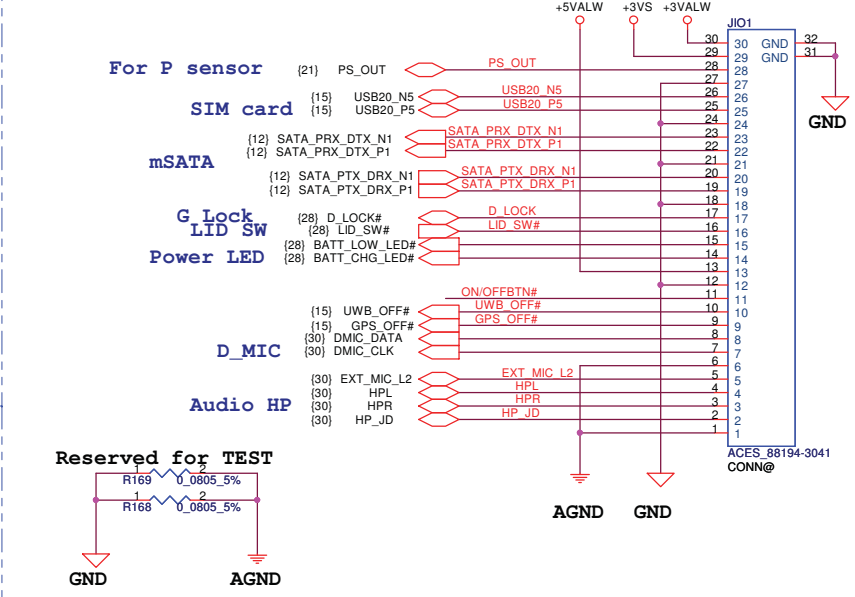 +5VALW +3VS +3VALW
JIO1
30 30 GND 32
29 29 GND 31
For P sensor {21} PS_OUT PS_OUT 28 28
27 27
SIM card {15} USB20_N5 USB20_N5 26 26
{15} USB20_P5 USB20_P5 25 25
24 24
GND
mSATA {12} SATA_PRX_DTX_N1 SATA_PRX_DTX_N1 23 23
{12} SATA_PRX_DTX_P1 SATA_PRX_DTX_P1 22 22
21 21
{12} SATA_PTX_DRX_N1 SATA_PTX_DRX_N1 20 20
{12} SATA_PTX_DRX_P1 SATA_PTX_DRX_P1 19 19
18 18
G_Lock {28} D_LOCK# D_LOCK 17 17
LID SW {28} LID_SW# LID_SW# 16 16
Power LED {28} BATT_LOW_LED# 15 15
{28} BATT_CHG_LED# 14 14
13 13
12 12
ON/OFFBTN# 11 11
{15} UWB_OFF# UWB_OFF# 10 10
{15} GPS_OFF# GPS_OFF# 9 9
D_MIC {30} DMIC_DATA 8 8
{30} DMIC_CLK 7 7
6 6
Audio HP {30} EXT_MIC_L2 EXT_MIC_L2 5 5
{30} HPL HPL 4 4
{30} HPR HPR 3 3
{30} HP_JD HP_JD 2 2
1 1
ACES_88194-3041
CONN@
Reserved for TEST
1 2
R169 0_0805_5%
1 2
R168 0_0805_5%
AGND GND
GND AGND